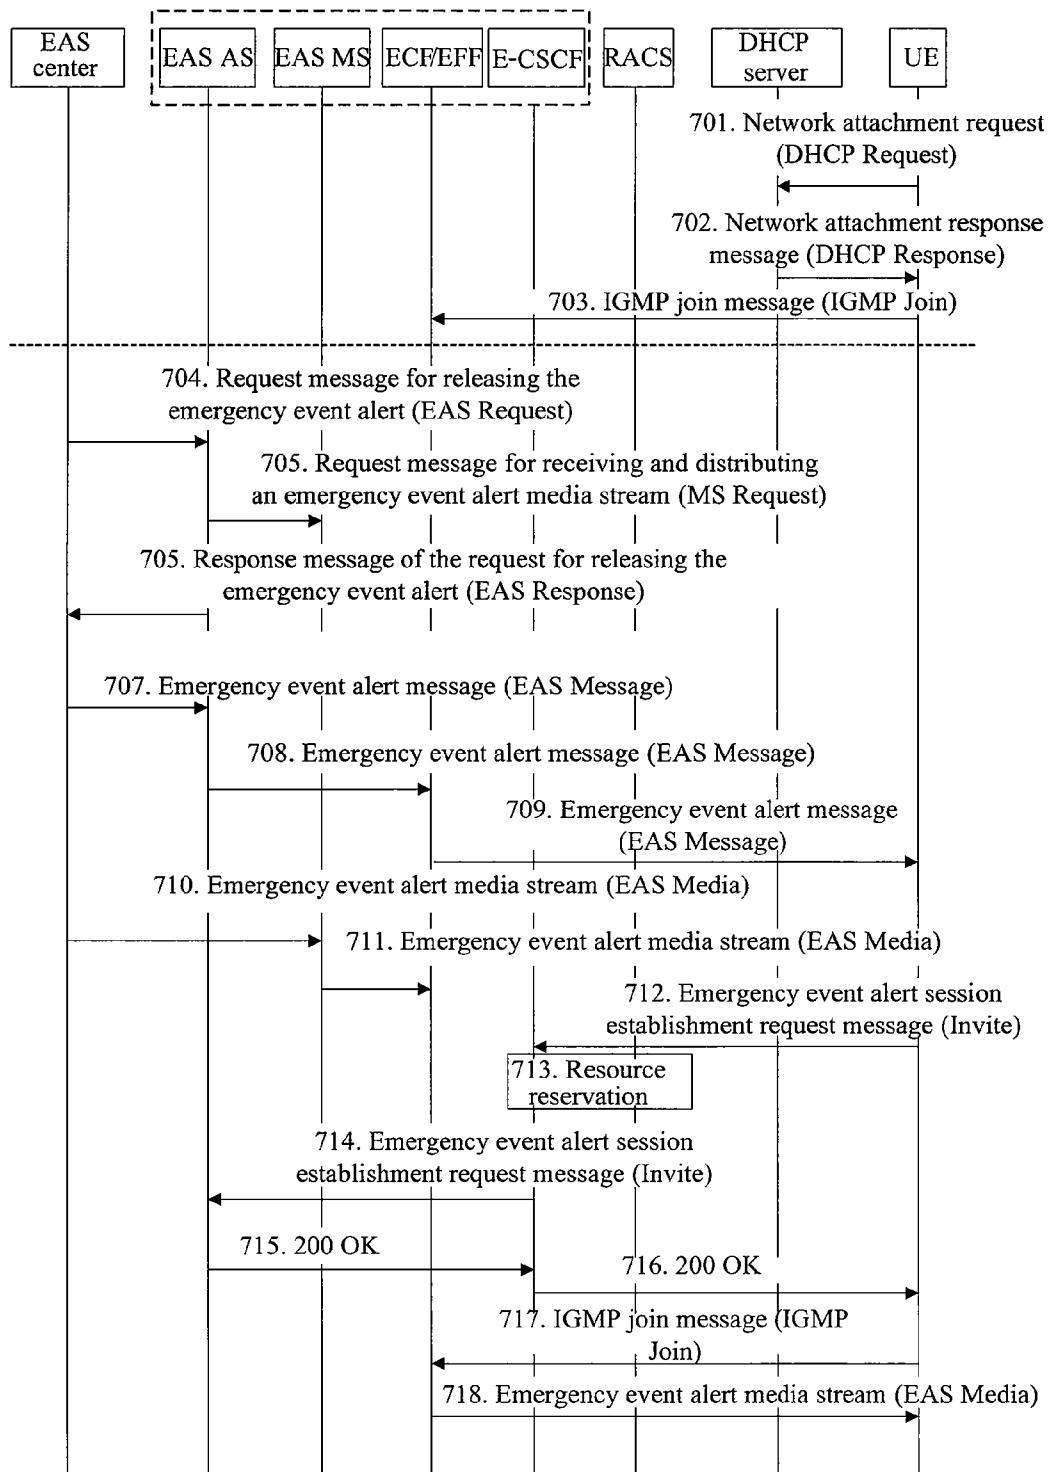 EAS center
EAS AS
EAS MS
ECF/EFF
E-CSCF
RACS
DHCP server
UE
701. Network attachment request
(DHCP Request)
702. Network attachment response
message (DHCP Response)
703. IGMP join message (IGMP Join)
704. Request message for releasing the
emergency event alert (EAS Request)
705. Request message for receiving and distributing
an emergency event alert media stream (MS Request)
705. Response message of the request for releasing the
emergency event alert (EAS Response)
707. Emergency event alert message (EAS Message)
708. Emergency event alert message (EAS Message)
709. Emergency event alert message
(EAS Message)
710. Emergency event alert media stream (EAS Media)
711. Emergency event alert media stream (EAS Media)
712. Emergency event alert session
establishment request message (Invite)
713. Resource
reservation
714. Emergency event alert session
establishment request message (Invite)
715. 200 OK
716. 200 OK
717. IGMP join message (IGMP
Join)
718. Emergency event alert media stream (EAS Media)